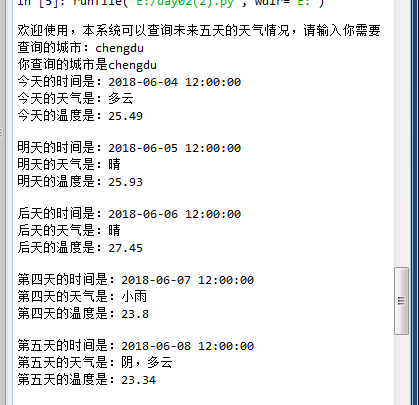 In [5]: runfile('E:/day02(2).py', wdir='E:')
欢迎使用，本系统可以查询未来五天的天气情况，请输入你需要
查询的城市：chengdu
你查询的城市是chengdu
今天的时间是：2018-06-04 12:00:00
今天的天气是：多云
今天的温度是：25.49
明天的时间是：2018-06-05 12:00:00
明天的天气是：晴
明天的温度是：25.93
后天的时间是：2018-06-06 12:00:00
后天的天气是：晴
后天的温度是：27.45
第四天的时间是：2018-06-07 12:00:00
第四天的天气是：小雨
第四天的温度是：23.8
第五天的时间是：2018-06-08 12:00:00
第五天的天气是：阴，多云
第五天的温度是：23.34